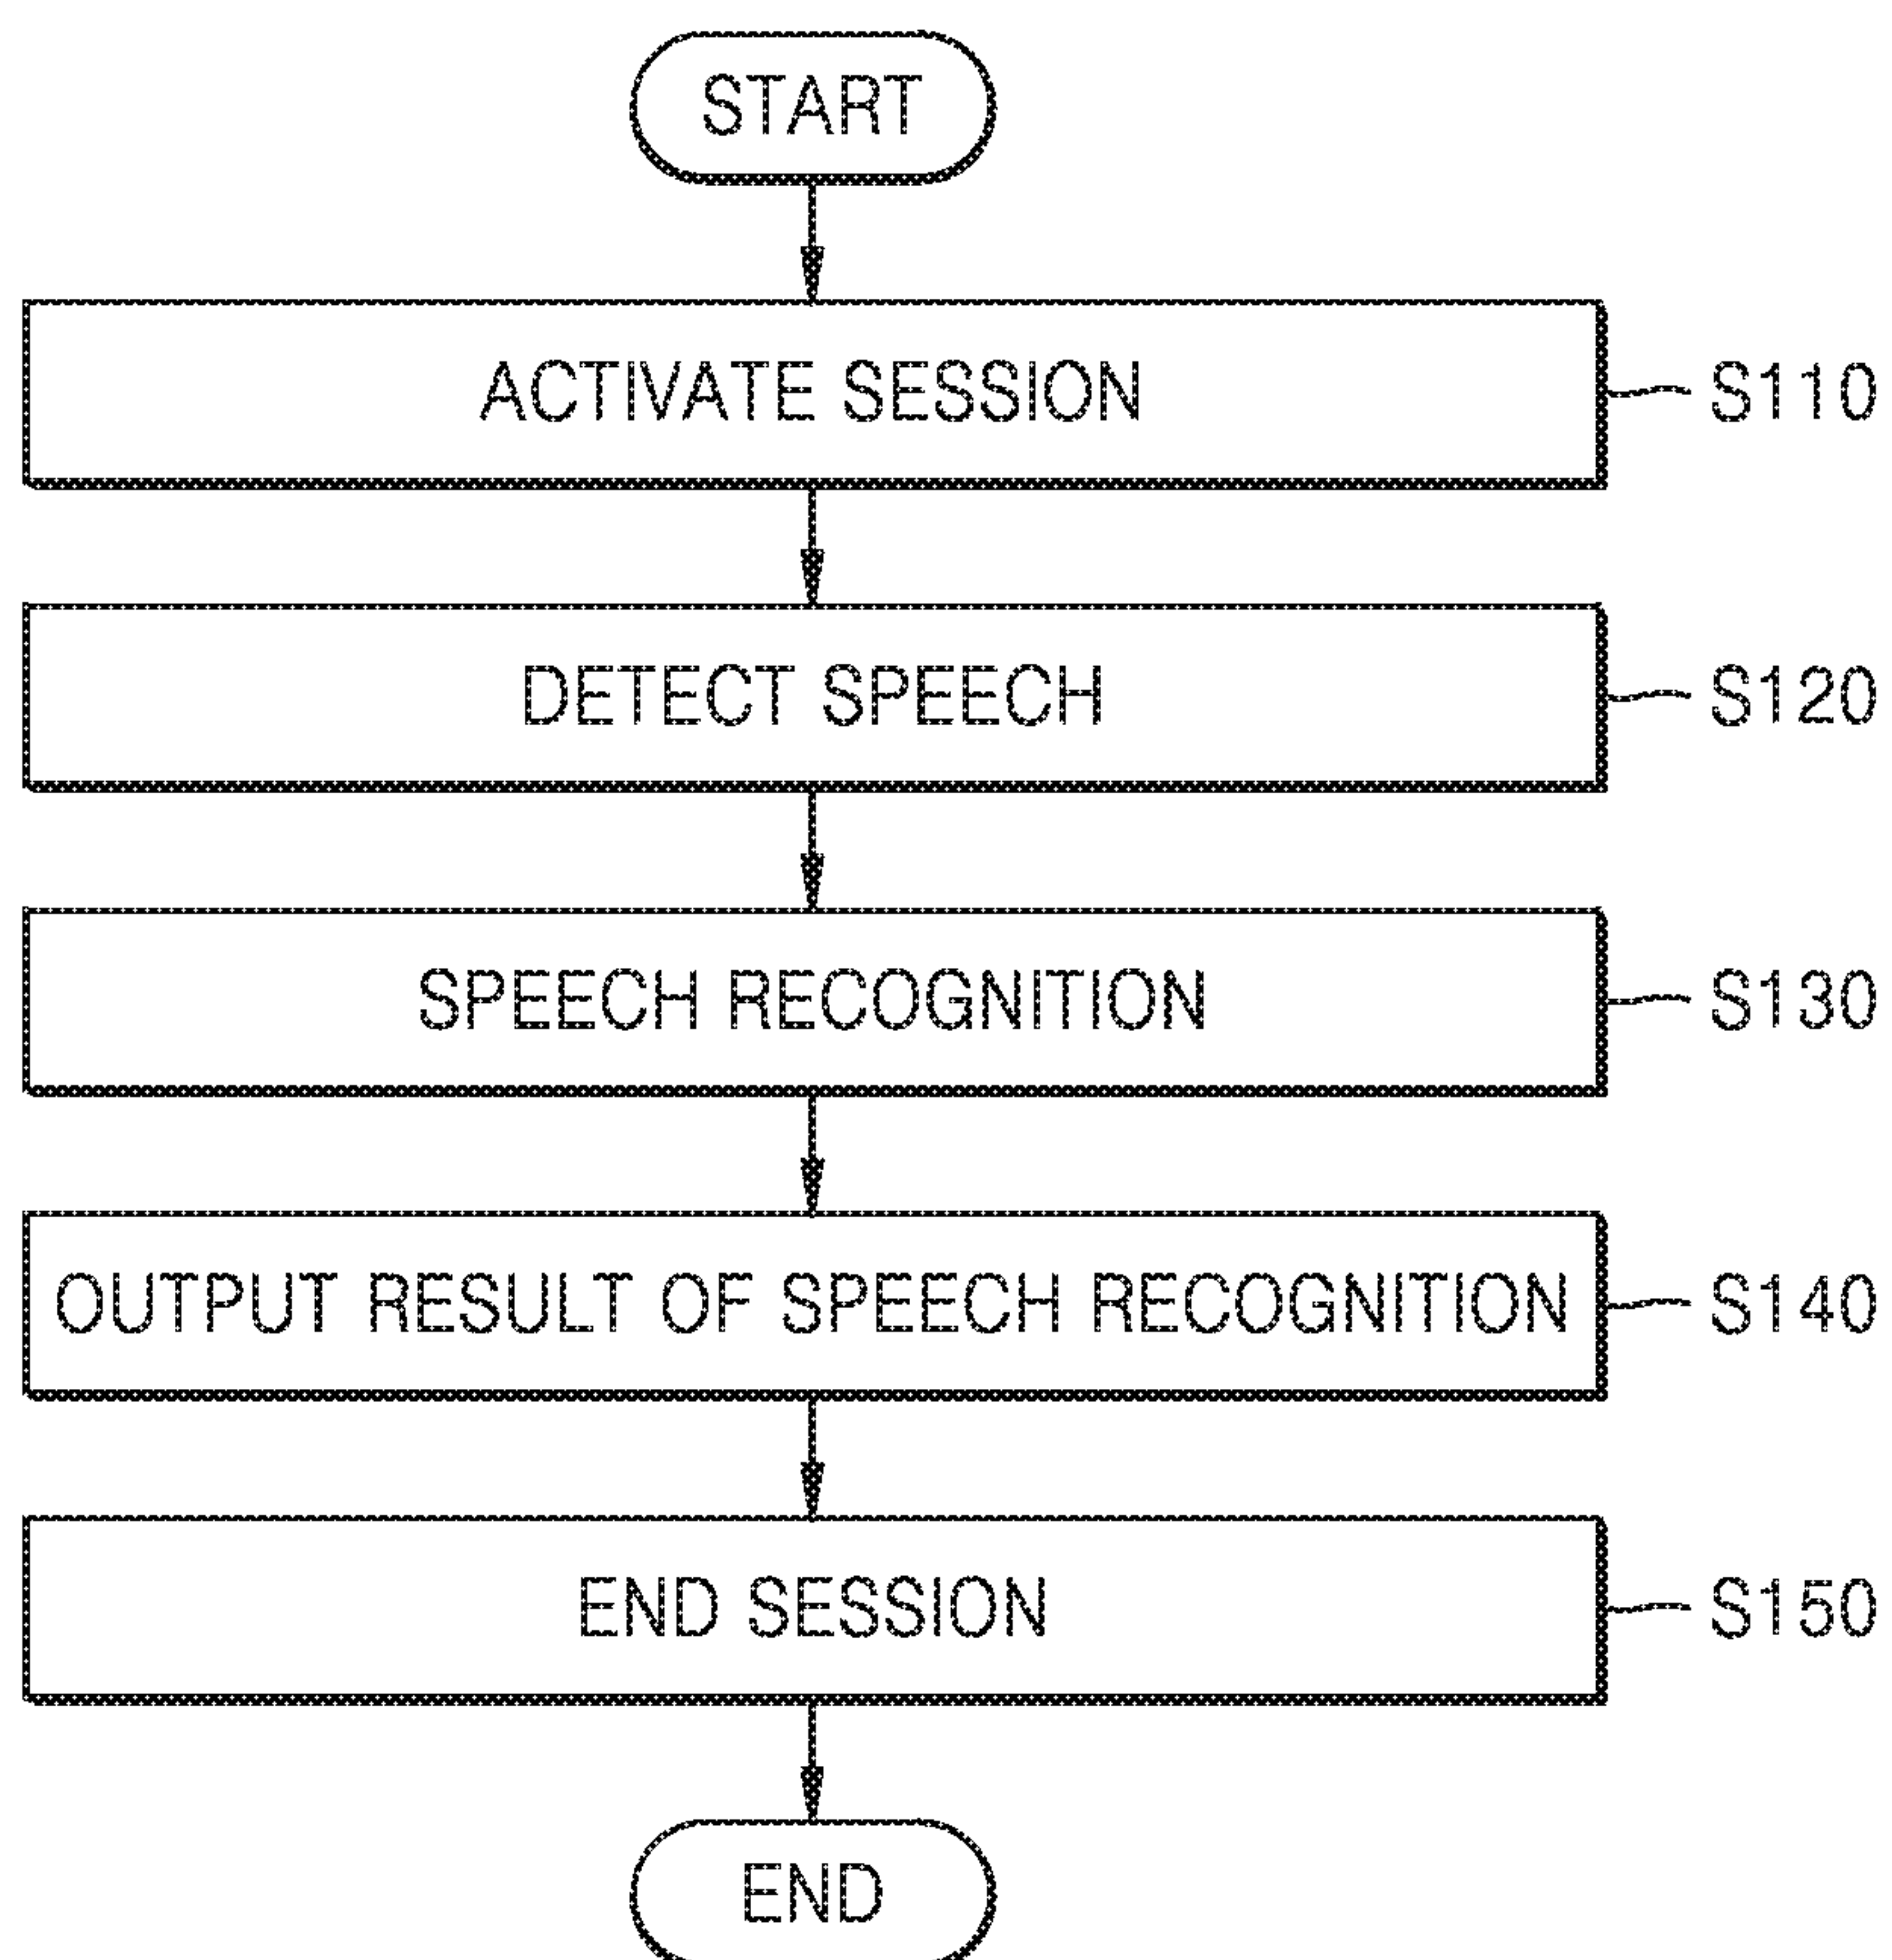 START
ACTIVATE SESSION S110
DETECT SPEECH S120
SPEECH RECOGNITION S130
OUTPUT RESULT OF SPEECH RECOGNITION S140
END SESSION S150
END